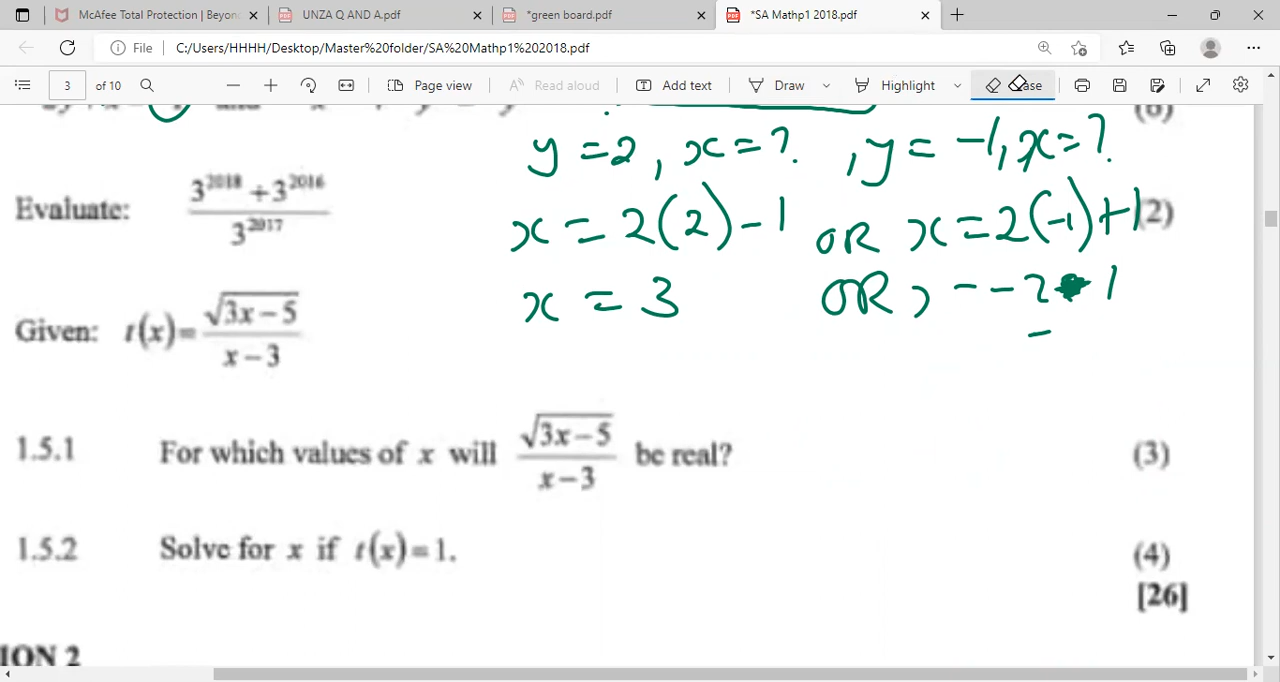 McAfee Total Protection | Beyon
UNZA Q AND A.pdf
*green board.pdf
*SA Mathp1 2018.pdf
File C:/Users/HHHH/Desktop/Master%20folder/SA%20Mathp1%202018.pdf
3 of 10 Page view Read aloud Add text Draw Highlight
(6)
y = 2, x = ? , y = -1, x = ?
Evaluate: 3^2018 ÷ 3^2016 / 3^2017 (2)
x = 2(2) - 1 OR x = 2(-1) + 1
x = 3 OR - 2 1
Given: t(x) = √(3x – 5) / x – 3
1.5.1 For which values of x will √(3x – 5) / x – 3 be real? (3)
1.5.2 Solve for x if t(x) = 1. (4)
[26]
ION 2